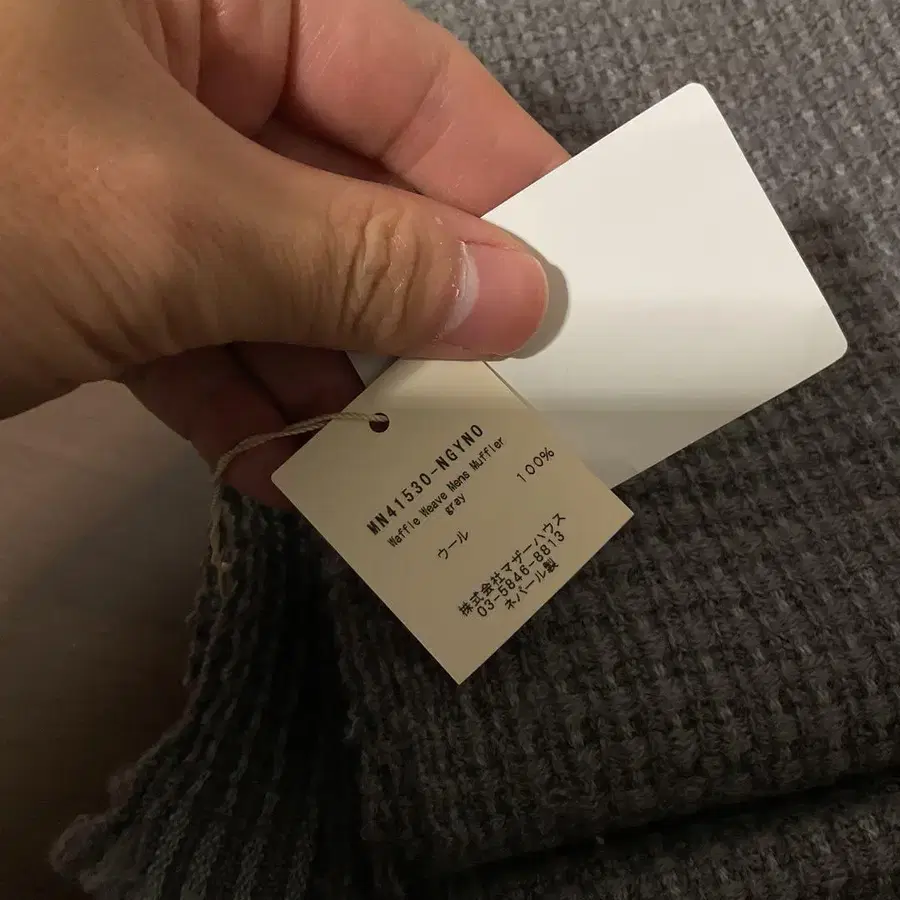 MN41530-NGYNO
Waffle Weave Mens Muffler
gray
ウール 100%
株式会社マザーハウス
03-5846-8813
ネパール製